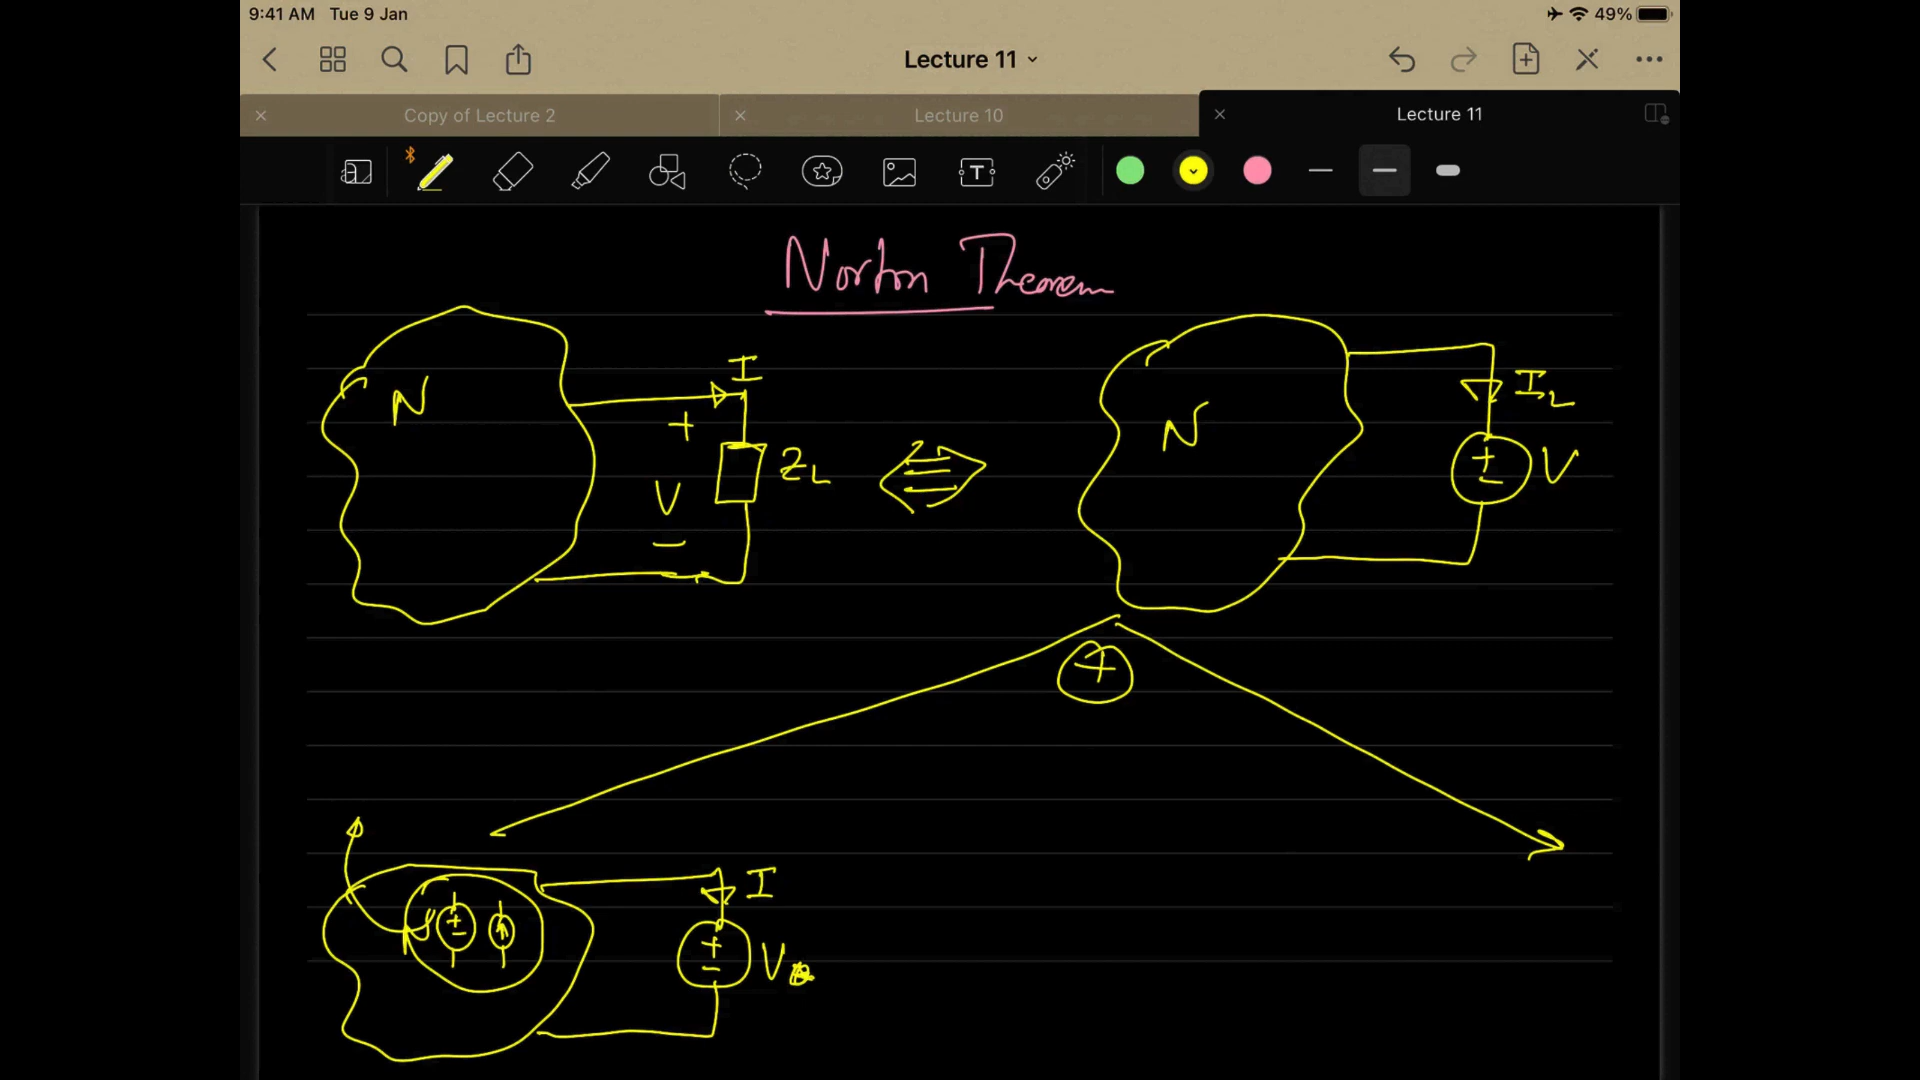 9:41 AM Tue 9 Jan 49%
Lecture 11
Copy of Lecture 2
Lecture 10
Lecture 11
T
Norton Theorem
N
I
+
V
−
Z_L
N
I_L
+
−
V
+
N
+
−
I
+
−
V